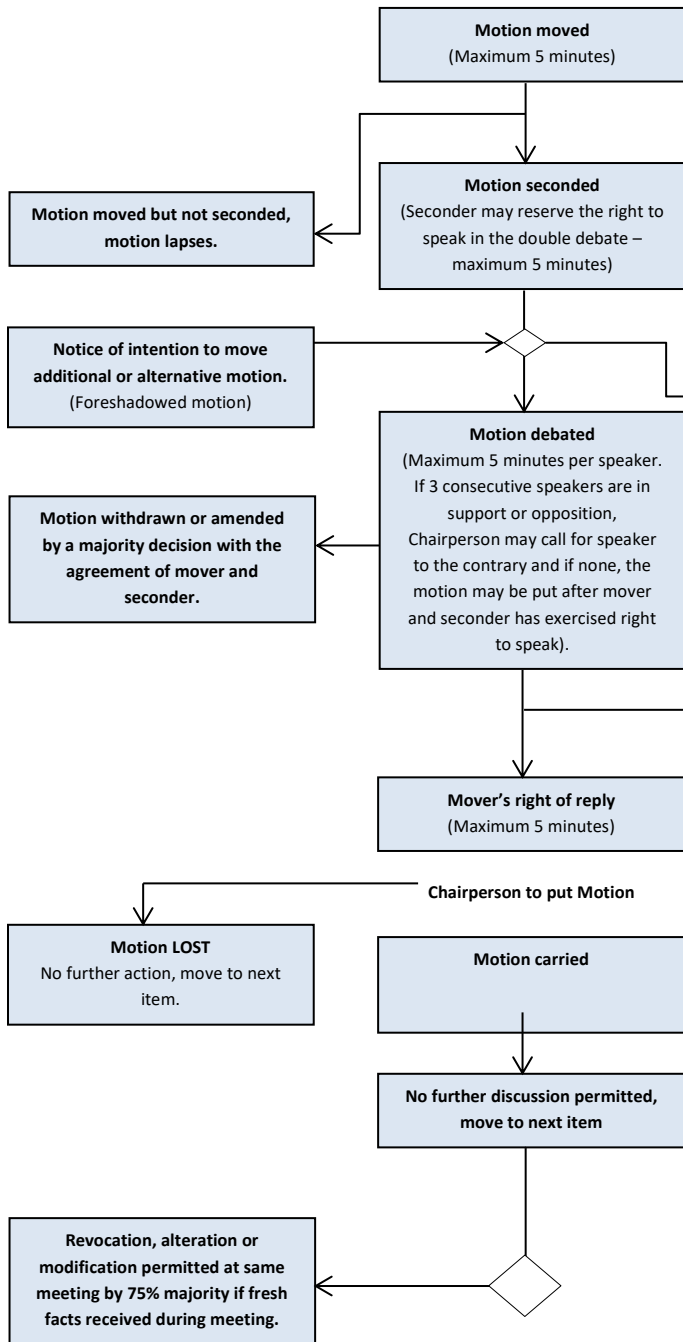 Motion moved
(Maximum 5 minutes)
Motion seconded
(Seconder may reserve the right to
speak in the double debate –
maximum 5 minutes)
Motion moved but not seconded,
motion lapses.
Notice of intention to move
additional or alternative motion.
(Foreshadowed motion)
Motion debated
(Maximum 5 minutes per speaker.
If 3 consecutive speakers are in
support or opposition,
Chairperson may call for speaker
to the contrary and if none, the
motion may be put after mover
and seconder has exercised right
to speak).
Motion withdrawn or amended
by a majority decision with the
agreement of mover and
seconder.
Mover’s right of reply
(Maximum 5 minutes)
Chairperson to put Motion
Motion LOST
No further action, move to next
item.
Motion carried
No further discussion permitted,
move to next item
Revocation, alteration or
modification permitted at same
meeting by 75% majority if fresh
facts received during meeting.